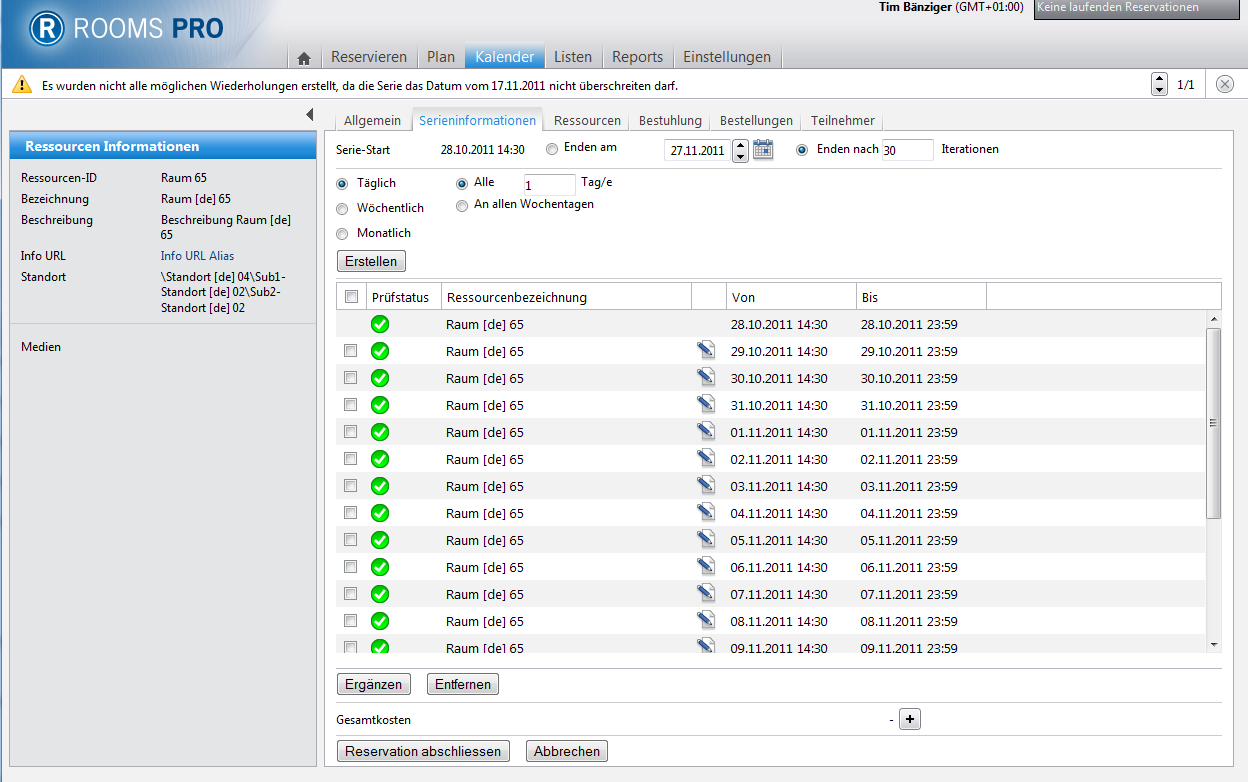 Tim Bänziger (GMT+01:00)
Keine laufenden Reservationen
R ROOMS PRO
Reservieren Plan Kalender Listen Reports Einstellungen
Es wurden nicht alle möglichen Wiederholungen erstellt, da die Serie das Datum vom 17.11.2011 nicht überschreiten darf.
1/1
Ressourcen Informationen
Ressourcen-ID Raum 65
Bezeichnung Raum [de] 65
Beschreibung Beschreibung Raum [de]
65
Info URL Info URL Alias
Standort \Standort [de] 04\Sub1-
Standort [de] 02\Sub2-
Standort [de] 02
Medien
Allgemein Serieninformationen Ressourcen Bestuhlung Bestellungen Teilnehmer
Serie-Start 28.10.2011 14:30 Enden am 27.11.2011 Enden nach 30 Iterationen
Täglich Alle 1 Tag/e
Wöchentlich An allen Wochentagen
Monatlich
Erstellen
Prüfstatus Ressourcenbezeichnung Von Bis
Raum [de] 65 28.10.2011 14:30 28.10.2011 23:59
Raum [de] 65 29.10.2011 14:30 29.10.2011 23:59
Raum [de] 65 30.10.2011 14:30 30.10.2011 23:59
Raum [de] 65 31.10.2011 14:30 31.10.2011 23:59
Raum [de] 65 01.11.2011 14:30 01.11.2011 23:59
Raum [de] 65 02.11.2011 14:30 02.11.2011 23:59
Raum [de] 65 03.11.2011 14:30 03.11.2011 23:59
Raum [de] 65 04.11.2011 14:30 04.11.2011 23:59
Raum [de] 65 05.11.2011 14:30 05.11.2011 23:59
Raum [de] 65 06.11.2011 14:30 06.11.2011 23:59
Raum [de] 65 07.11.2011 14:30 07.11.2011 23:59
Raum [de] 65 08.11.2011 14:30 08.11.2011 23:59
Raum [de] 65 09.11.2011 14:30 09.11.2011 23:59
Ergänzen Entfernen
Gesamtkosten - +
Reservation abschliessen Abbrechen